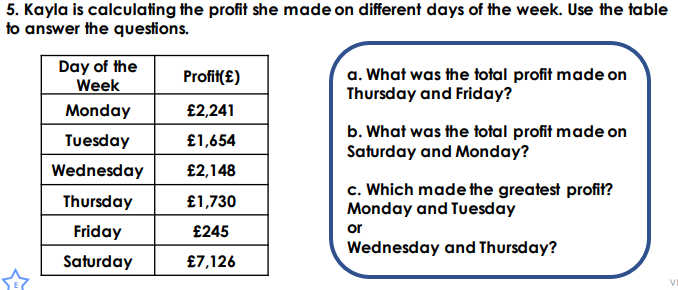 5. Kayla is calculating the profit she made on different days of the week. Use the table
to answer the questions.
Day of the
Week
Profit(£)
Monday
£2,241
Tuesday
£1,654
Wednesday
£2,148
Thursday
£1,730
Friday
£245
Saturday
£7,126
a. What was the total profit made on
Thursday and Friday?
b. What was the total profit made on
Saturday and Monday?
c. Which made the greatest profit?
Monday and Tuesday
or
Wednesday and Thursday?
E